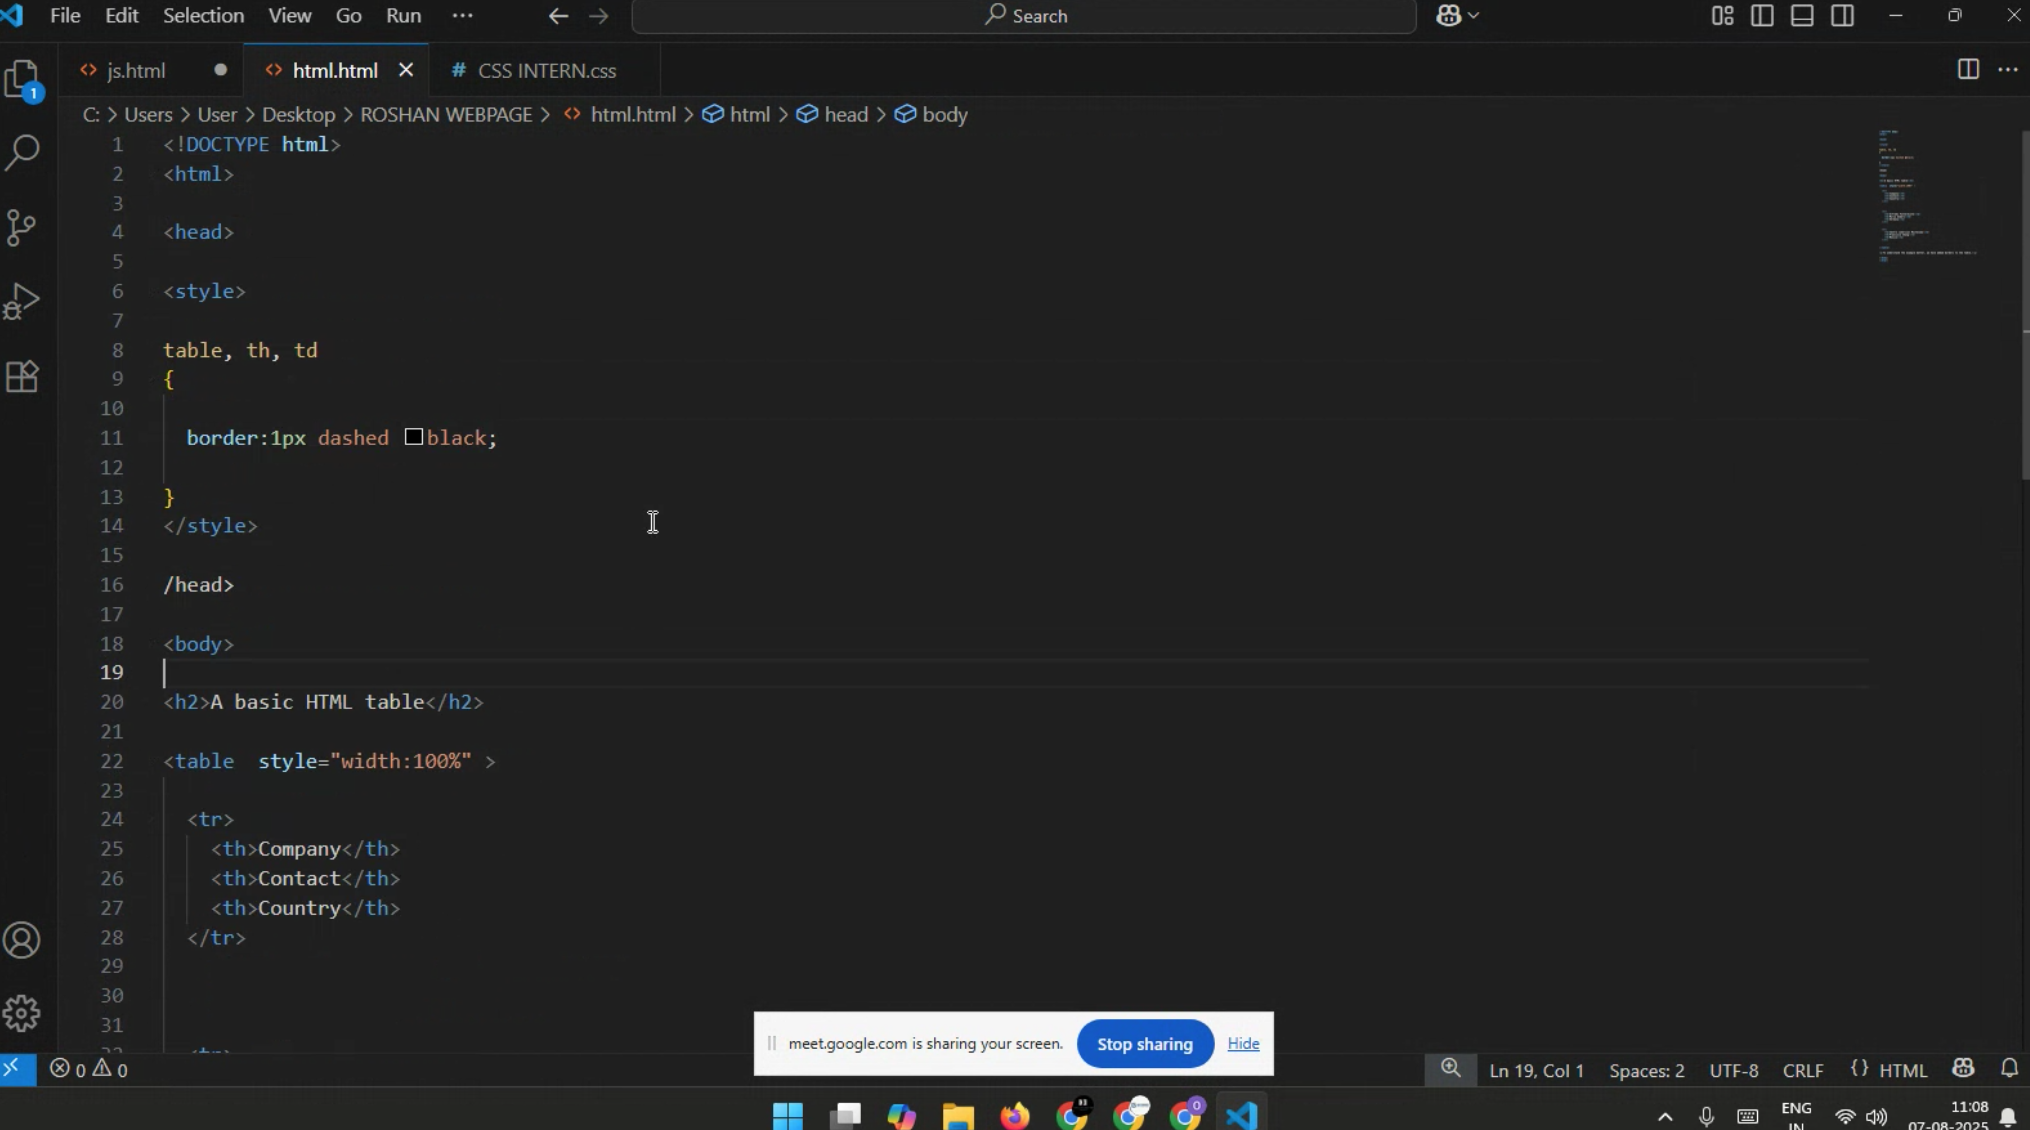 File Edit Selection View Go Run ... Search
js.html html.html CSS INTERN.css
C: > Users > User > Desktop > ROSHAN WEBPAGE > html.html > html > head > body
1 <!DOCTYPE html>
2 <html>
3
4 <head>
5
6 <style>
7
8 table, th, td
9 {
10
11 border:1px dashed black;
12
13 }
14 </style>
15
16 /head>
17
18 <body>
19
20 <h2>A basic HTML table</h2>
21
22 <table  style="width:100%" >
23
24 <tr>
25 <th>Company</th>
26 <th>Contact</th>
27 <th>Country</th>
28 </tr>
29
30
31
1
meet.google.com is sharing your screen. Stop sharing Hide
0 0 Ln 19, Col 1 Spaces: 2 UTF-8 CRLF {} HTML
ENG 11:08
IN 07-08-2025